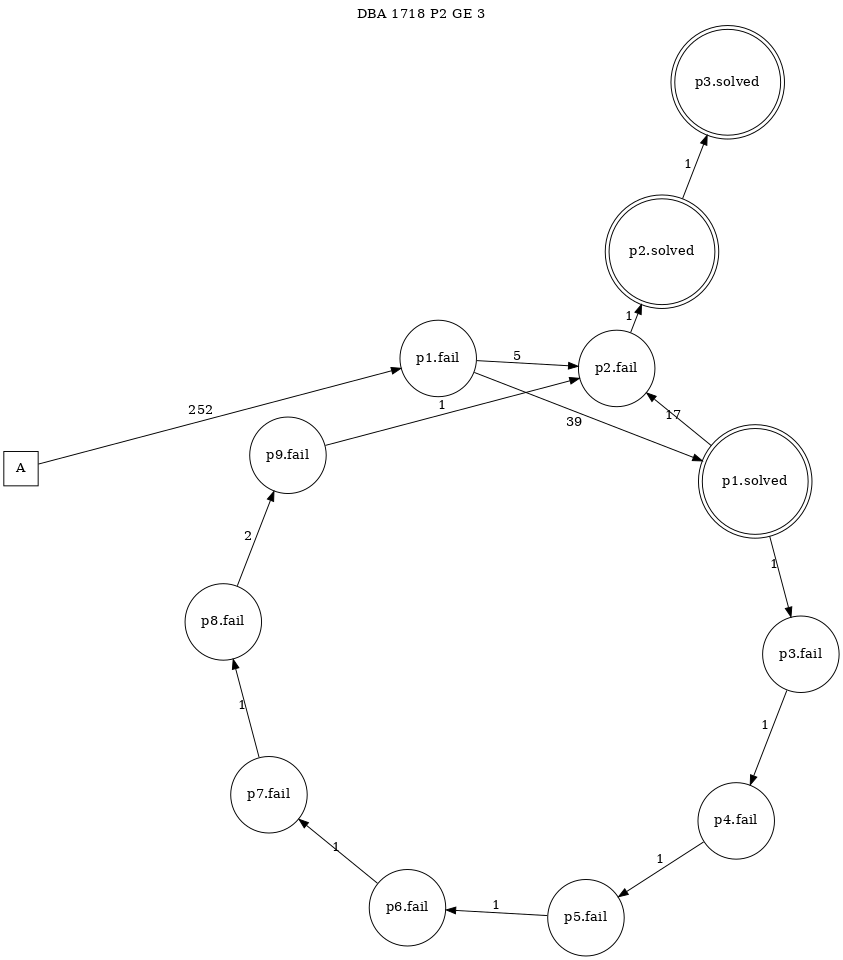 DBA 1718 P2 GE 3
p3.solved
1
p2.solved
1
p1.fail
5
p2.fail
252
1
17
39
p9.fail
A
p1.solved
2
1
p8.fail
p3.fail
1
1
p7.fail
p4.fail
1
1
p6.fail
1
p5.fail